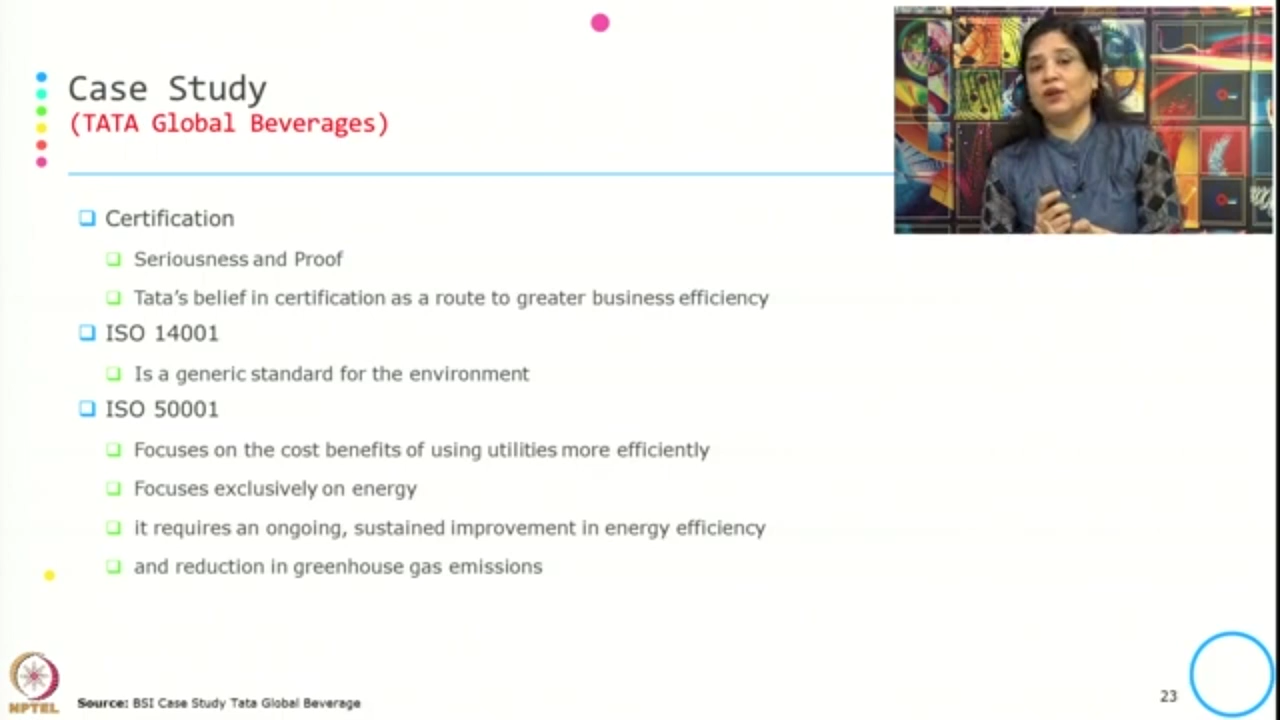 Case Study
(TATA Global Beverages)
Certification
Seriousness and Proof
Tata's belief in certification as a route to greater business efficiency
ISO 14001
Is a generic standard for the environment
ISO 50001
Focuses on the cost benefits of using utilities more efficiently
Focuses exclusively on energy
it requires an ongoing, sustained improvement in energy efficiency
and reduction in greenhouse gas emissions
NPTEL
Source: BSI Case Study Tata Global Beverage
23